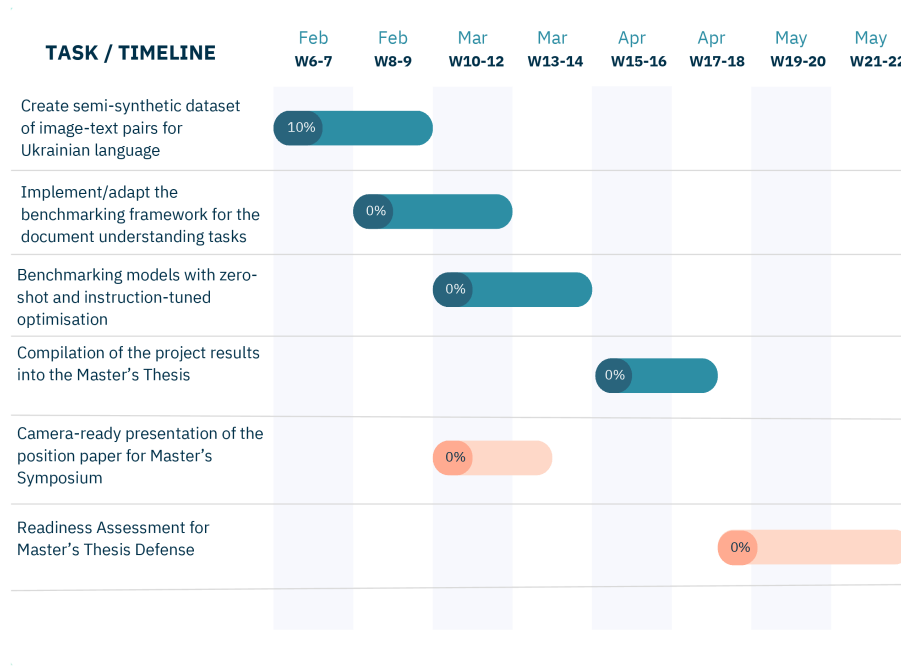 TASK / TIMELINE
Feb Feb Mar Mar Apr Apr May May
W6-7 W8-9 W10-12 W13-14 W15-16 W17-18 W19-20 W21-22
Create semi-synthetic dataset
of image-text pairs for
Ukrainian language
10%
Implement/adapt the
benchmarking framework for the
document understanding tasks
0%
Benchmarking models with zero-
shot and instruction-tuned
optimisation
0%
Compilation of the project results
into the Master’s Thesis
0%
Camera-ready presentation of the
position paper for Master’s
Symposium
0%
Readiness Assessment for
Master’s Thesis Defense
0%